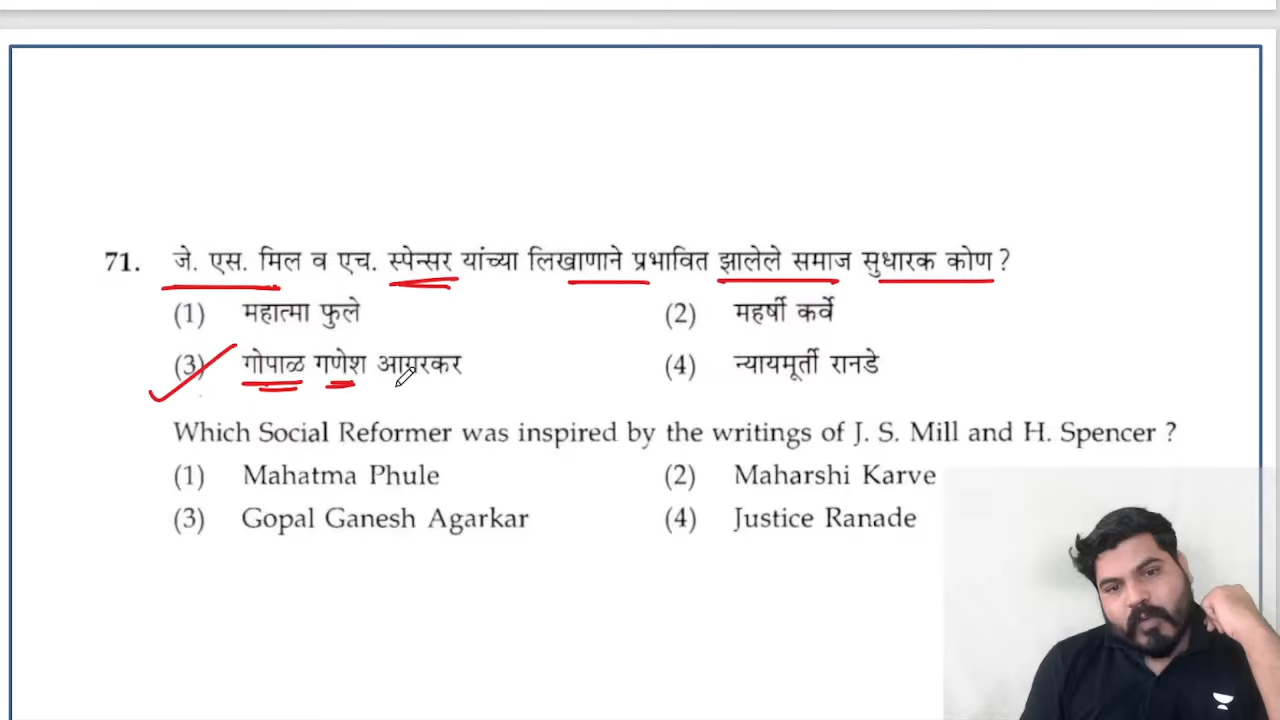 71. जे. एस. मिल व एच. स्पेन्सर यांच्या लिखाणाने प्रभावित झालेले समाज सुधारक कोण ?
(1) महात्मा फुले (2) महर्षी कर्वे
(3) गोपाळ गणेश आगरकर (4) न्यायमूर्ती रानडे
Which Social Reformer was inspired by the writings of J. S. Mill and H. Spencer ?
(1) Mahatma Phule (2) Maharshi Karve
(3) Gopal Ganesh Agarkar (4) Justice Ranade